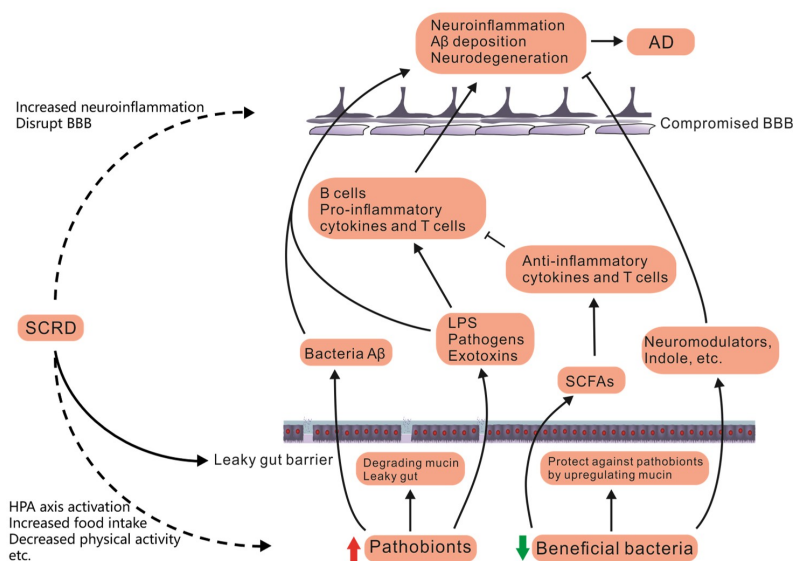 Neuroinflammation
Aβ deposition
Neurodegeneration
AD
Increased neuroinflammation
Disrupt BBB
Compromised BBB
B cells
Pro-inflammatory
cytokines and T cells
Anti-inflammatory
cytokines and T cells
SCRD
LPS
Pathogens
Exotoxins
Bacteria Aβ
Neuromodulators,
Indole, etc.
SCFAs
Leaky gut barrier
Degrading mucin
Leaky gut
Protect against pathobionts
by upregulating mucin
HPA axis activation
Increased food intake
Decreased physical activity
etc.
Pathobionts
Beneficial bacteria